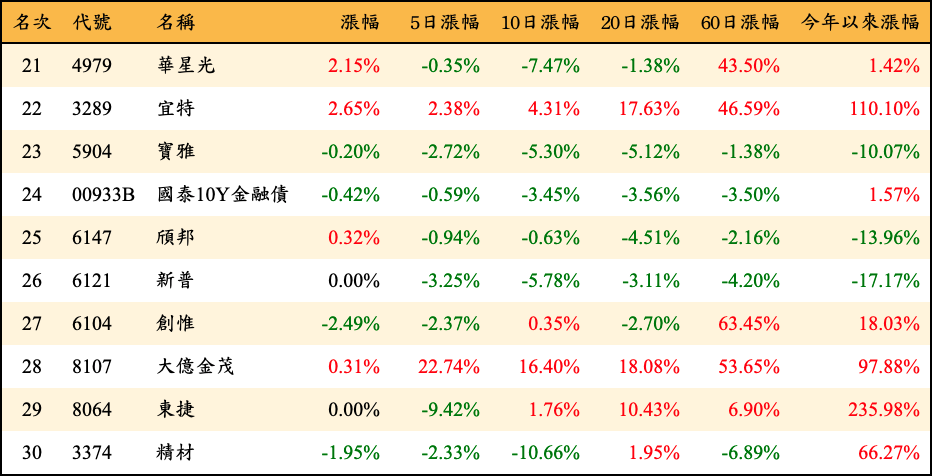 名次 代號 名稱 漲幅 5日漲幅 10日漲幅 20日漲幅 60日漲幅 今年以來漲幅
21 4979 華星光 2.15% -0.35% -7.47% -1.38% 43.50% 1.42%
22 3289 宜特 2.65% 2.38% 4.31% 17.63% 46.59% 110.10%
23 5904 寶雅 -0.20% -2.72% -5.30% -5.12% -1.38% -10.07%
24 00933B 國泰10Y金融債 -0.42% -0.59% -3.45% -3.56% -3.50% 1.57%
25 6147 頎邦 0.32% -0.94% -0.63% -4.51% -2.16% -13.96%
26 6121 新普 0.00% -3.25% -5.78% -3.11% -4.20% -17.17%
27 6104 創惟 -2.49% -2.37% 0.35% -2.70% 63.45% 18.03%
28 8107 大億金茂 0.31% 22.74% 16.40% 18.08% 53.65% 97.88%
29 8064 東捷 0.00% -9.42% 1.76% 10.43% 6.90% 235.98%
30 3374 精材 -1.95% -2.33% -10.66% 1.95% -6.89% 66.27%